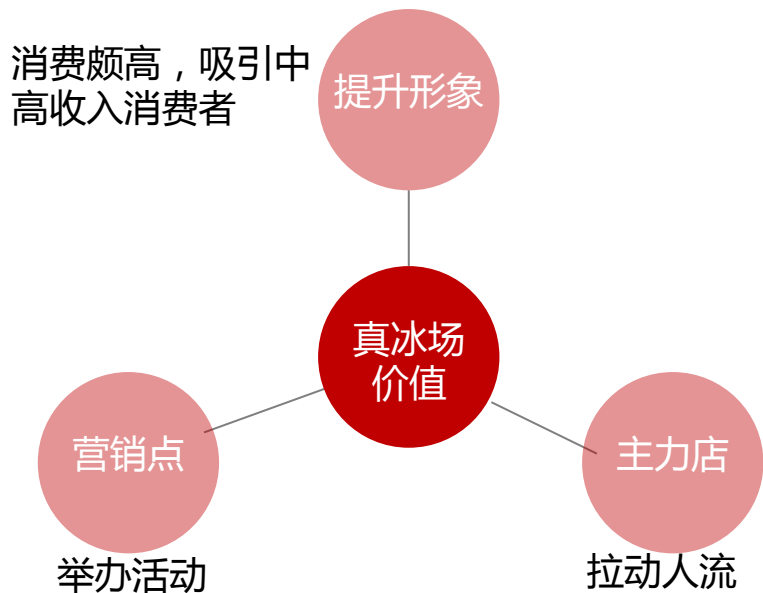 消费颇高，吸引中
高收入消费者
提升形象
真冰场
价值
营销点
主力店
举办活动
拉动人流